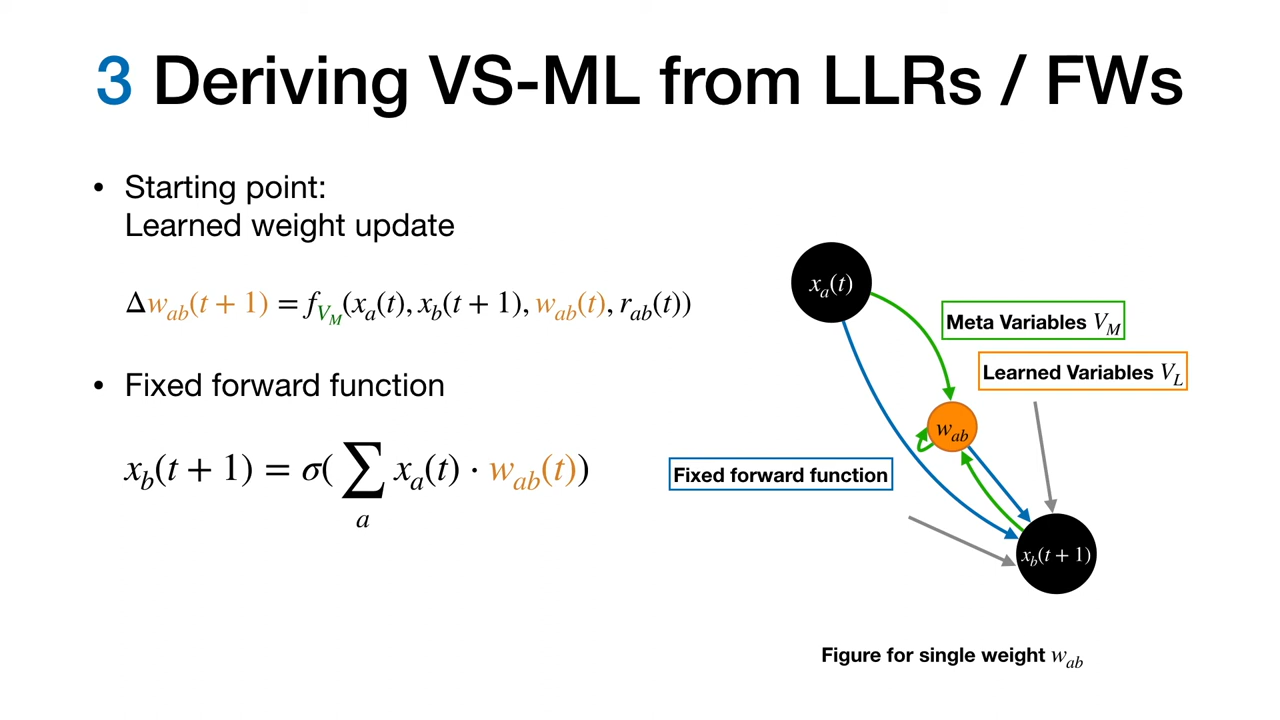 3 Deriving VS-ML from LLRs / FWs
• Starting point:
Learned weight update
Δw_ab(t + 1) = f_{V_M}(x_a(t), x_b(t + 1), w_ab(t), r_ab(t))
• Fixed forward function
x_b(t + 1) = σ(∑_a x_a(t) · w_ab(t))
x_a(t)
Meta Variables V_M
Learned Variables V_L
w_ab
Fixed forward function
x_b(t + 1)
Figure for single weight w_ab